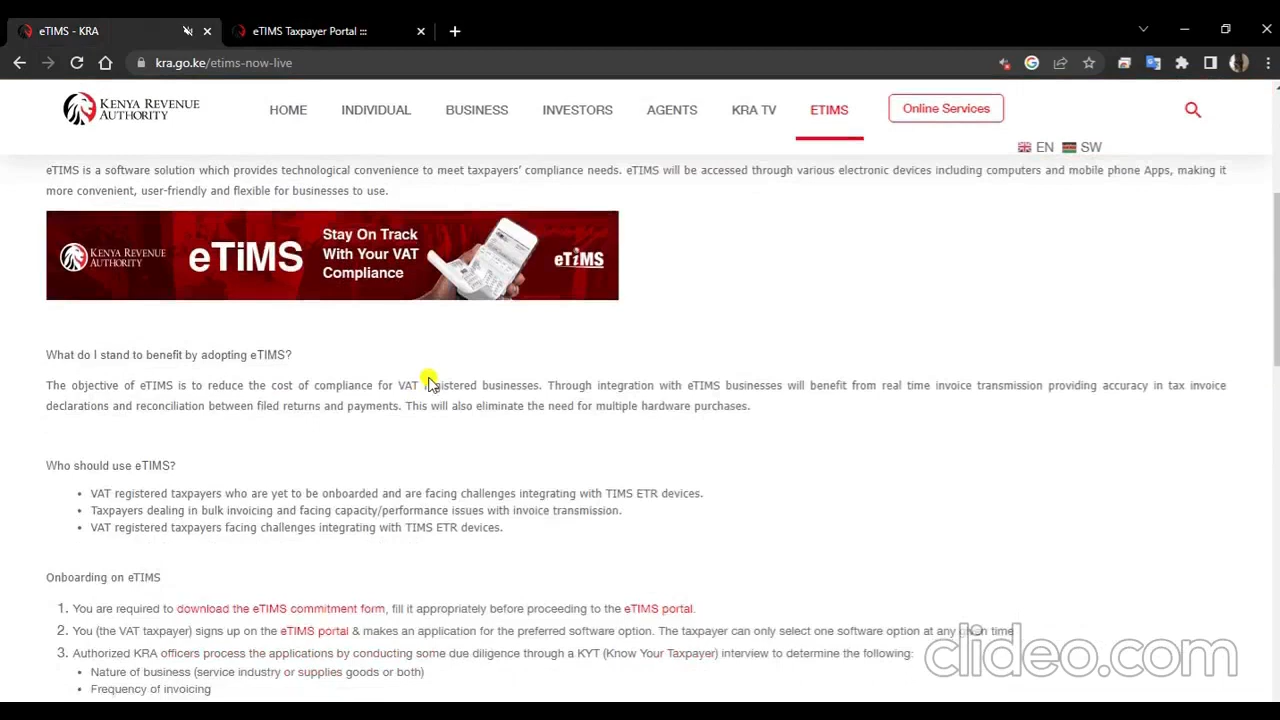 eTIMS - KRA
eTIMS Taxpayer Portal :::
kra.go.ke/etims-now-live
KENYA REVENUE
AUTHORITY
HOME INDIVIDUAL BUSINESS INVESTORS AGENTS KRA TV ETIMS Online Services
EN SW
eTIMS is a software solution which provides technological convenience to meet taxpayers' compliance needs. eTIMS will be accessed through various electronic devices including computers and mobile phone Apps, making it
more convenient, user-friendly and flexible for businesses to use.
KENYA REVENUE
AUTHORITY
eTiMS
Stay On Track
With Your VAT
Compliance
eTiMS
What do I stand to benefit by adopting eTIMS?
The objective of eTIMS is to reduce the cost of compliance for VAT registered businesses. Through integration with eTIMS businesses will benefit from real time invoice transmission providing accuracy in tax invoice
declarations and reconciliation between filed returns and payments. This will also eliminate the need for multiple hardware purchases.
Who should use eTIMS?
• VAT registered taxpayers who are yet to be onboarded and are facing challenges integrating with TIMS ETR devices.
• Taxpayers dealing in bulk invoicing and facing capacity/performance issues with invoice transmission.
• VAT registered taxpayers facing challenges integrating with TIMS ETR devices.
Onboarding on eTIMS
1. You are required to download the eTIMS commitment form, fill it appropriately before proceeding to the eTIMS portal.
2. You (the VAT taxpayer) signs up on the eTIMS portal & makes an application for the preferred software option. The taxpayer can only select one software option at any given time
3. Authorized KRA officers process the applications by conducting some due diligence through a KYT (Know Your Taxpayer) interview to determine the following:
• Nature of business (service industry or supplies goods or both)
• Frequency of invoicing
clideo.com